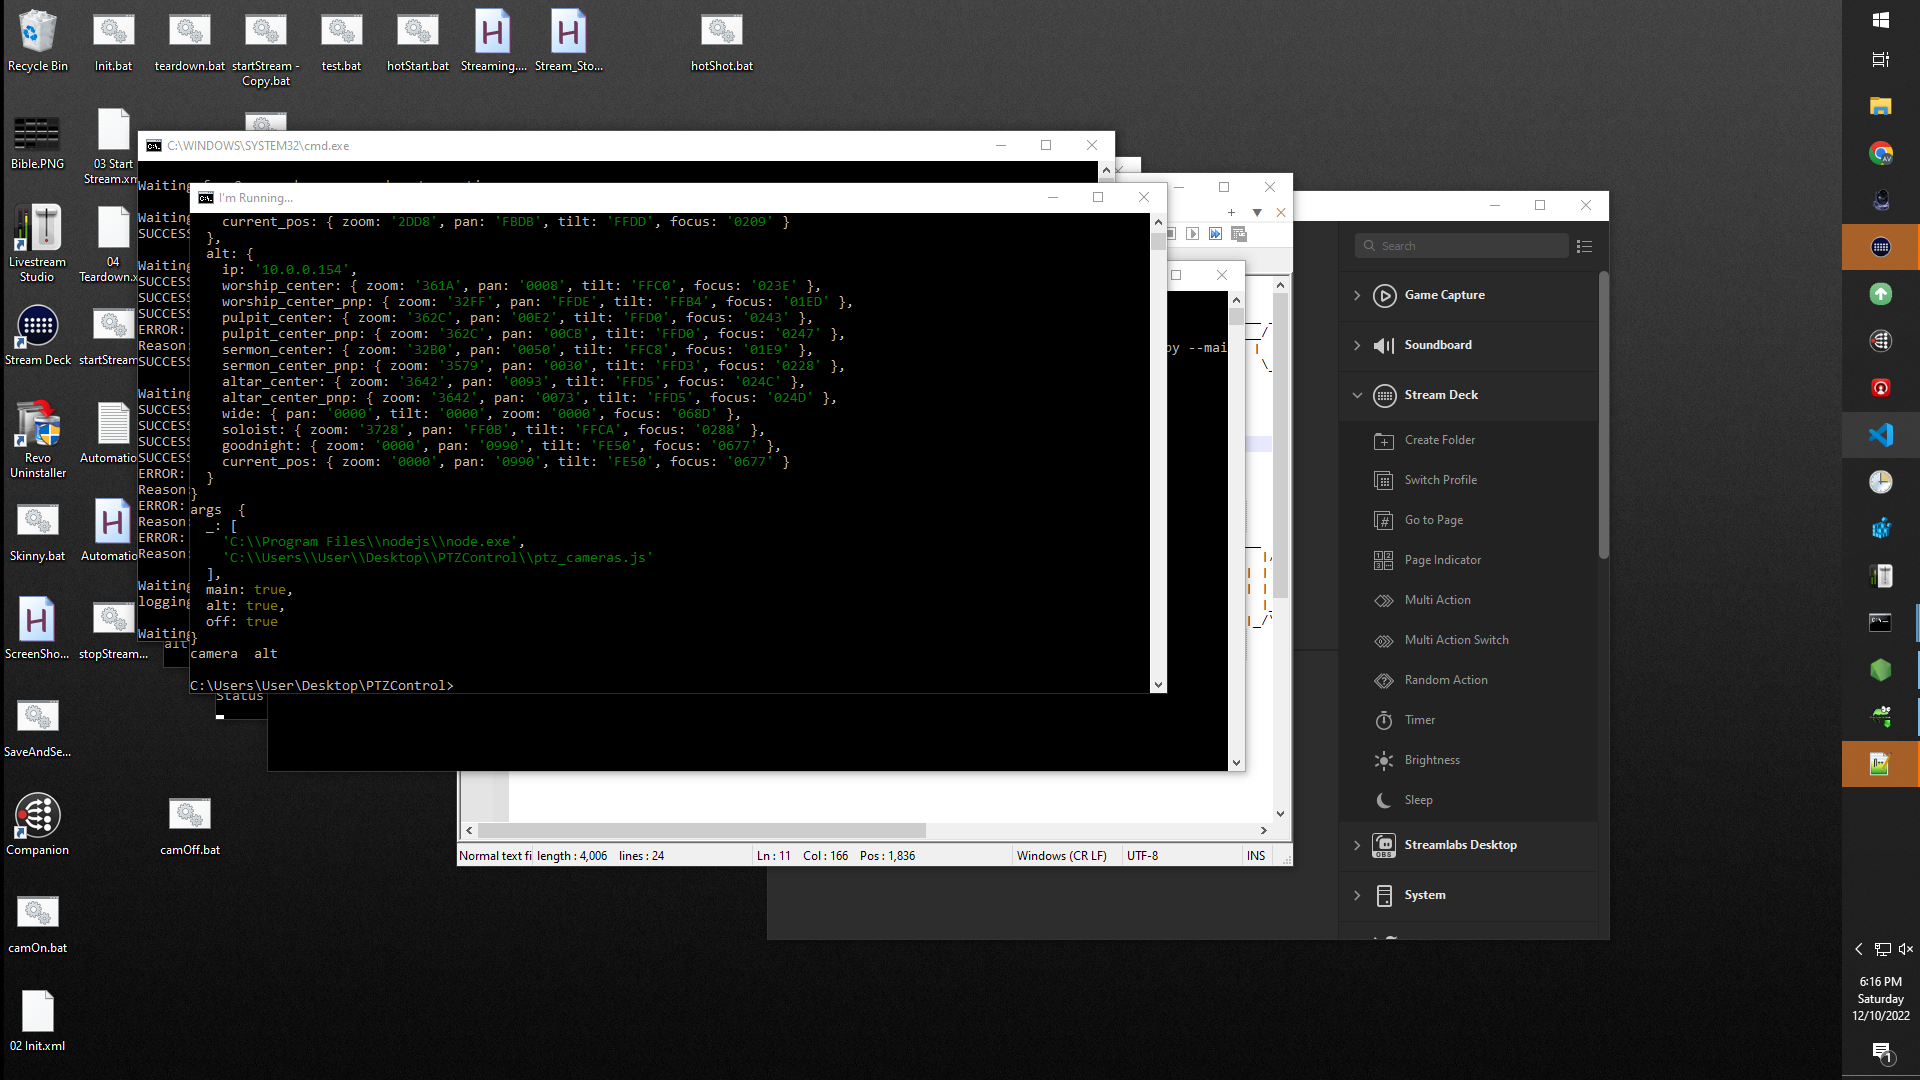 Recycle Bin
Init.bat
teardown.bat
startStream - Copy.bat
test.bat
hotStart.bat
Streaming....
Stream_Sto...
hotShot.bat
Bible.PNG
03 Start
Livestream Studio
04
Stream Deck
startStream
Revo Uninstaller
Automatio
Skinny.bat
Automatio
ScreenSho...
stopStream...
SaveAndSe...
Companion
camOff.bat
camOn.bat
02 Init.xml
C:\WINDOWS\SYSTEM32\cmd.exe
Waiting
Waiting
SUCCESS
Waiting
SUCCESS
SUCCESS
SUCCESS
ERROR:
Reason
SUCCESS
Waiting
SUCCESS
SUCCESS
SUCCESS
SUCCESS
ERROR:
Reason
ERROR:
Reason
ERROR:
Reason
Waiting
logging
Waiting
I'm Running...
current_pos: { zoom: '2DD8', pan: 'FBDB', tilt: 'FFDD', focus: '0209' }
},
alt: {
ip: '10.0.0.154',
worship_center: { zoom: '361A', pan: '0008', tilt: 'FFC0', focus: '023E' },
worship_center_pnp: { zoom: '32FF', pan: 'FFDE', tilt: 'FFB4', focus: '01ED' },
pulpit_center: { zoom: '362C', pan: '00E2', tilt: 'FFD0', focus: '0243' },
pulpit_center_pnp: { zoom: '362C', pan: '00CB', tilt: 'FFD0', focus: '0247' },
sermon_center: { zoom: '32B0', pan: '0050', tilt: 'FFC8', focus: '01E9' },
sermon_center_pnp: { zoom: '3579', pan: '0030', tilt: 'FFD3', focus: '0228' },
altar_center: { zoom: '3642', pan: '0093', tilt: 'FFD5', focus: '024C' },
altar_center_pnp: { zoom: '3642', pan: '0073', tilt: 'FFD5', focus: '024D' },
wide: { pan: '0000', tilt: '0000', zoom: '0000', focus: '068D' },
soloist: { zoom: '3728', pan: 'FF0B', tilt: 'FFCA', focus: '0288' },
goodnight: { zoom: '0000', pan: '0990', tilt: 'FE50', focus: '0677' },
current_pos: { zoom: '0000', pan: '0990', tilt: 'FE50', focus: '0677' }
}
}
args  {
_: [
'C:\\Program Files\\nodejs\\node.exe',
'C:\\Users\\User\\Desktop\\PTZControl\\ptz_cameras.js'
],
main: true,
alt: true,
off: true
}
camera  alt
C:\Users\User\Desktop\PTZControl>
Status
py --mai
Normal text fi
length : 4,006   lines : 24
Ln : 11   Col : 166   Pos : 1,836
Windows (CR LF)
UTF-8
INS
Search
Game Capture
Soundboard
Stream Deck
Create Folder
Switch Profile
Go to Page
Page Indicator
Multi Action
Multi Action Switch
Random Action
Timer
Brightness
Sleep
Streamlabs Desktop
System
6:16 PM
Saturday
12/10/2022
1